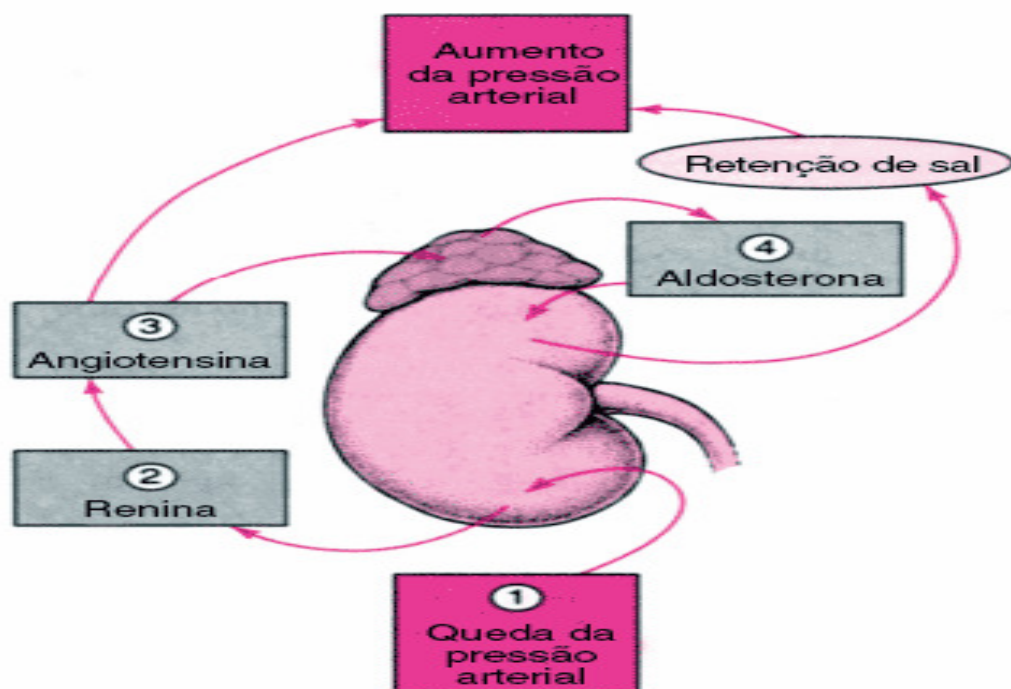 Aumento
da pressão
arterial
Retenção de sal
4
Aldosterona
3
Angiotensina
2
Renina
1
Queda da
pressão
arterial